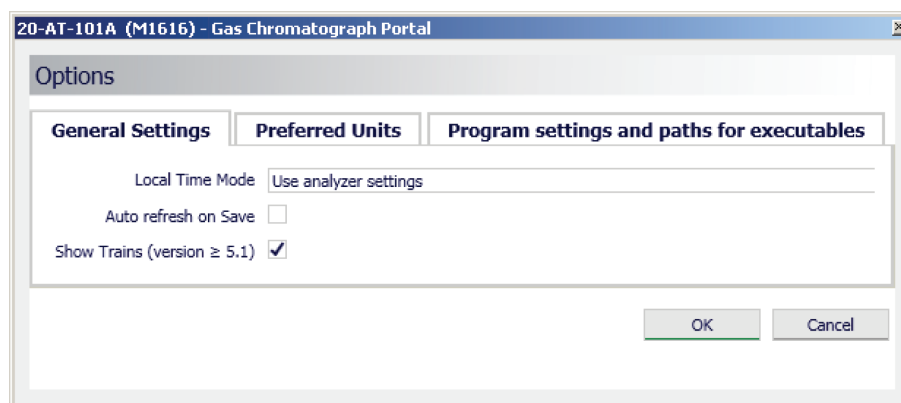 20-AT-101A (M1616) - Gas Chromatograph Portal
Options
General Settings Preferred Units Program settings and paths for executables
Local Time Mode Use analyzer settings
Auto refresh on Save
Show Trains (version ≥ 5.1)
OK Cancel